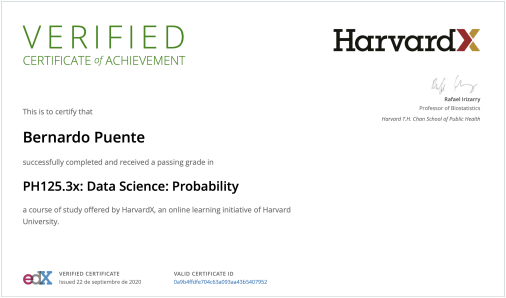 VERIFIED
CERTIFICATE of ACHIEVEMENT
HarvardX
Rafael Irizarry
Professor of Biostatistics
Harvard T.H. Chan School of Public Health
This is to certify that
Bernardo Puente
successfully completed and received a passing grade in
PH125.3x: Data Science: Probability
a course of study offered by HarvardX, an online learning initiative of Harvard
University.
edX
VERIFIED CERTIFICATE
Issued 22 de septiembre de 2020
VALID CERTIFICATE ID
0a9b4ffdfe704c63a093aa43b5407952